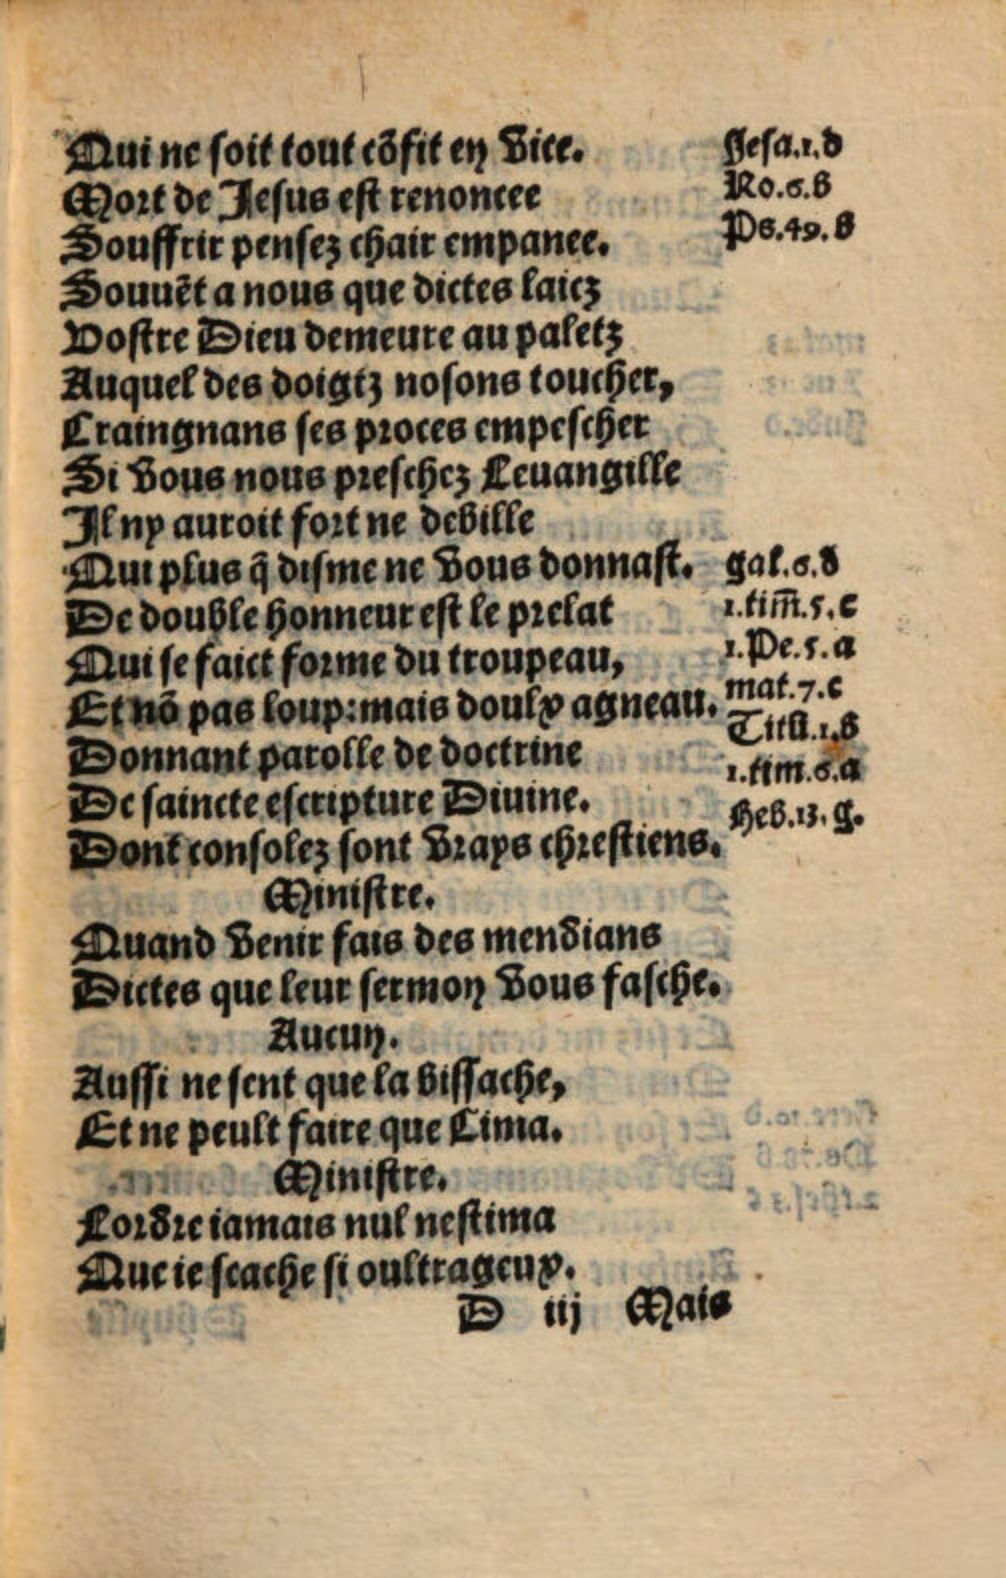 Qui ne soit tout cõfit en vice.
Jesa.1.d
Mort de Jesus est renoncee
Ro.6.b
Souffrir pensez chair empanee.
Ps.49.b
Souuẽt a nous que dictes laicz
Vostre Dieu demeure au paletz
Auquel des doigtz nosons toucher,
Craingnans ses proces empescher
Si vous nous preschez Leuangille
Il ny auroit fort ne debille
Qui plus q̃ disme ne vous donnast.
gal.6.b
De double honneur est le prelat
1.tim̃.5.c
Qui se faict forme du troupeau,
1.Pe.5.a
Et nõ pas loup: mais doulx agneau.
mat.7.c
Donnant parolle de doctrine
Titũ.1.b
De saincte escripture Diuine.
1.tim.6.a
Dont consolez sont vrays chrestiens.
Heb.13.g.
Ministre.
Quand venir fais des mendians
Dictes que leur sermon vous fasche.
Aucun.
Aussi ne sent que la bissache,
Et ne peult faire que Lima.
Ministre.
Lordre iamais nul nestima
Que ie scache si oultrageux.
D iij Mais